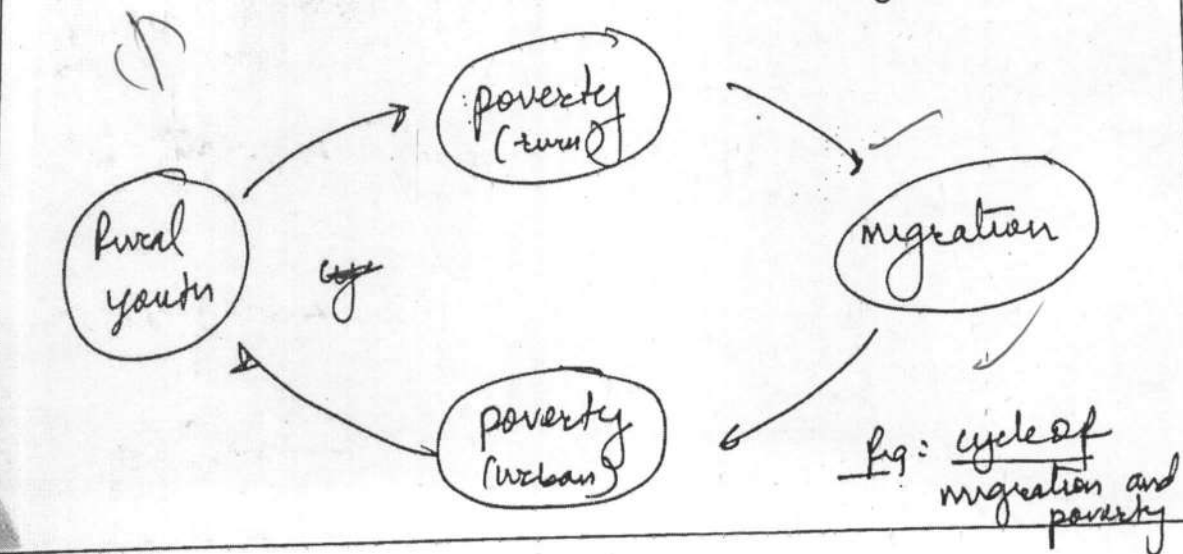 poverty
(rural)
Rural
youth
migration
poverty
(urban)
Fig: cycle of
migration and
poverty